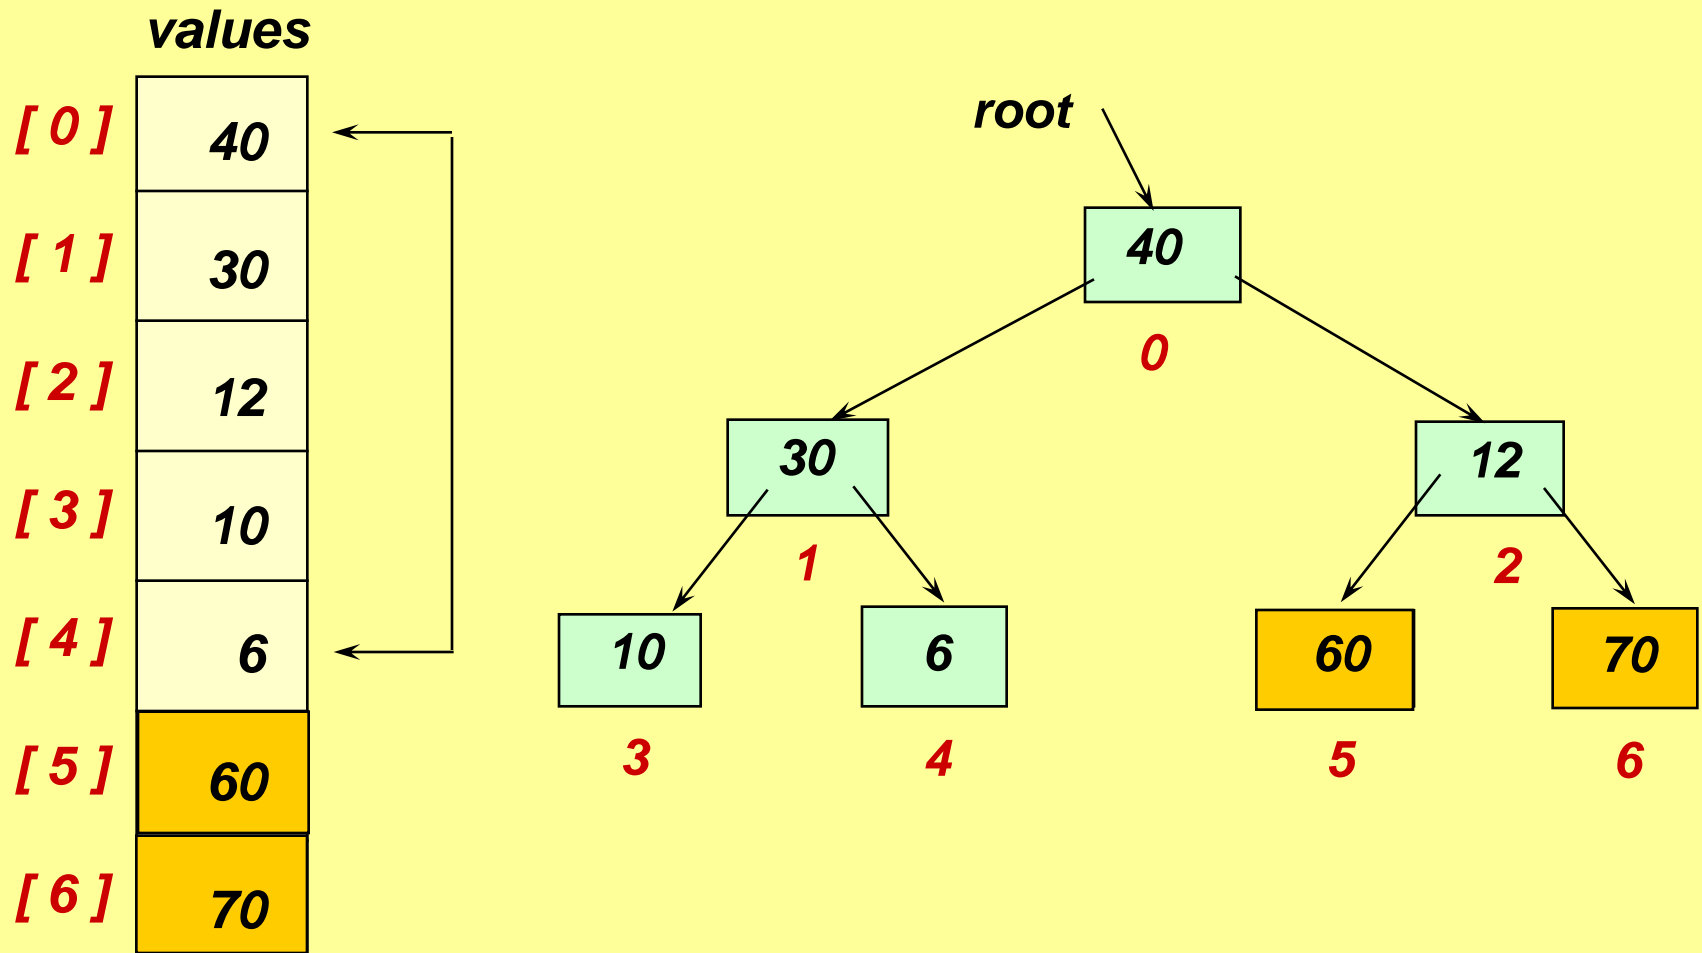 values
[ 0 ] 40
[ 1 ] 30
[ 2 ] 12
[ 3 ] 10
[ 4 ] 6
[ 5 ] 60
[ 6 ] 70
root
40
0
30 12
1 2
10 6 60 70
3 4 5 6